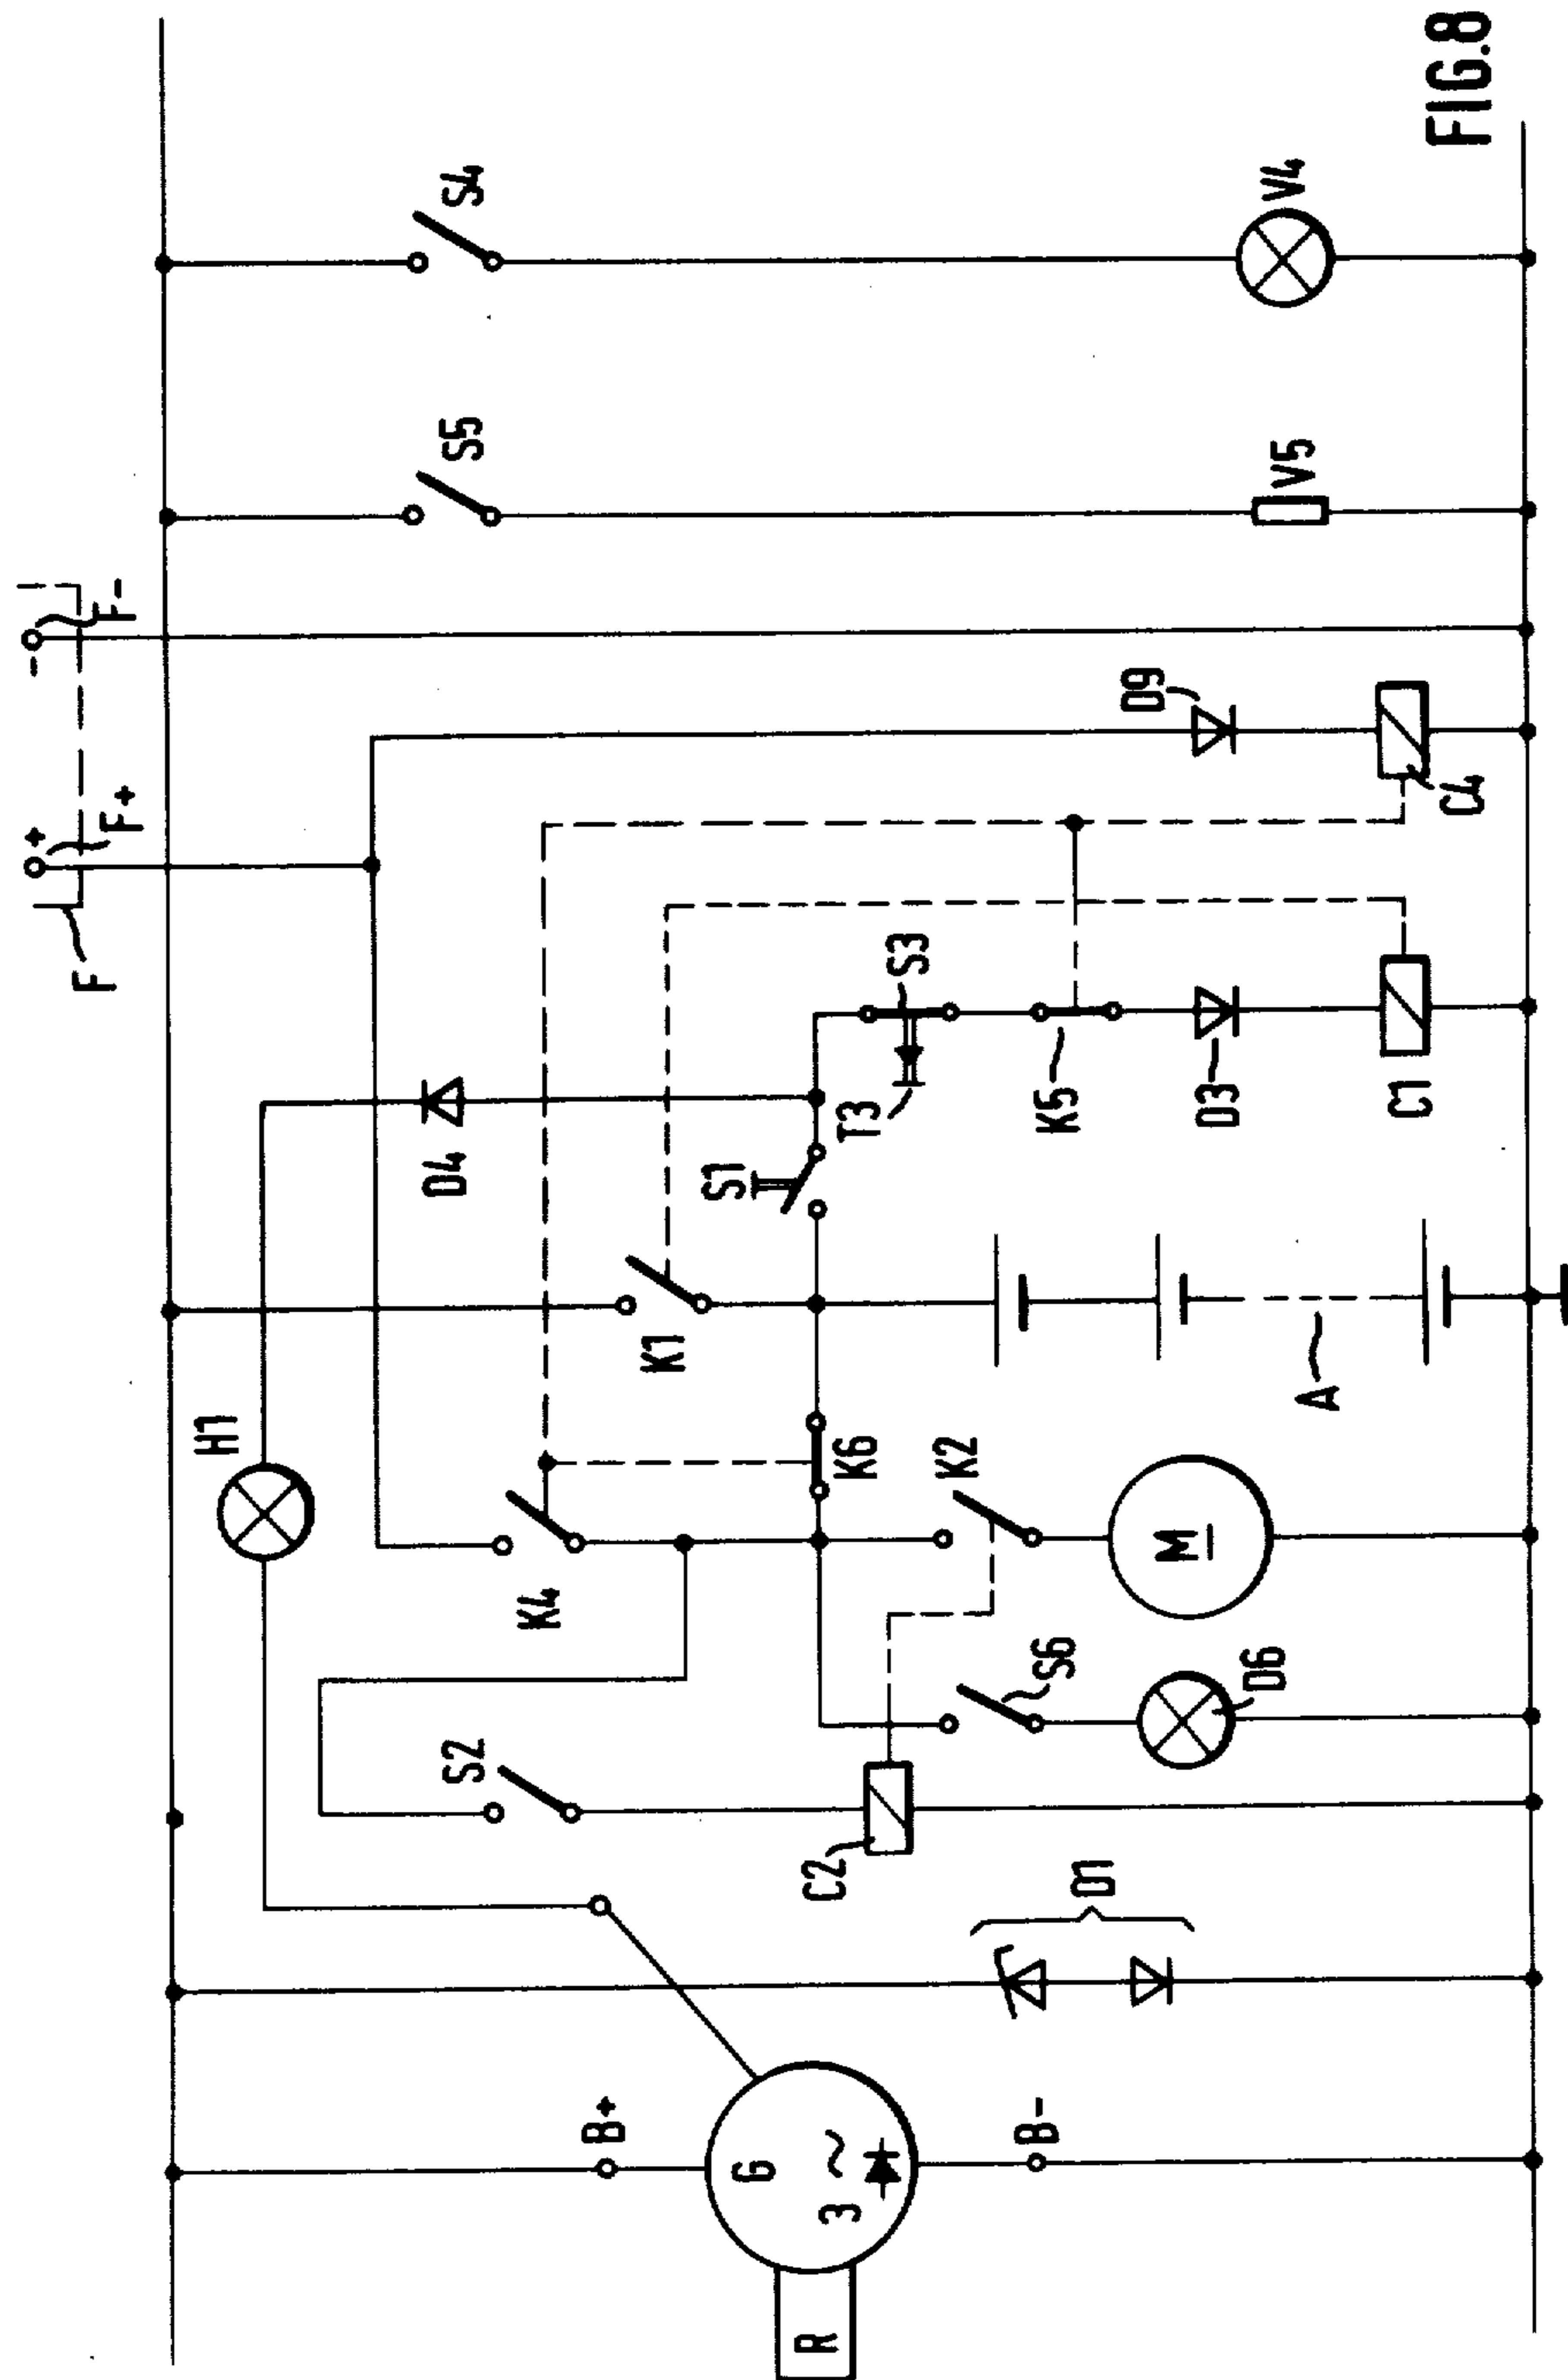 FIG.8
S4
V4
S5
V5
-
F-
+
F+
F
D9
C4
S3
T3
K5
D3
C1
D4
S1
K1
A
H1
K6
K2
K4
M
S6
D6
S2
C2
D1
B+
G
3 ~
B-
R